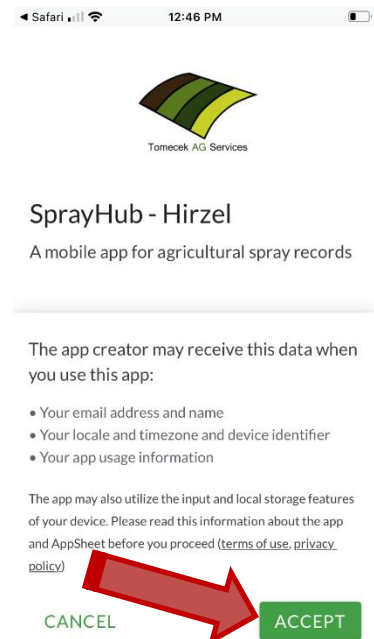 Safari 12:46 PM
Tomecek AG Services
SprayHub - Hirzel
A mobile app for agricultural spray records
The app creator may receive this data when
you use this app:
• Your email address and name
• Your locale and timezone and device identifier
• Your app usage information
The app may also utilize the input and local storage features
of your device. Please read this information about the app
and AppSheet before you proceed (terms of use, privacy
policy)
CANCEL ACCEPT